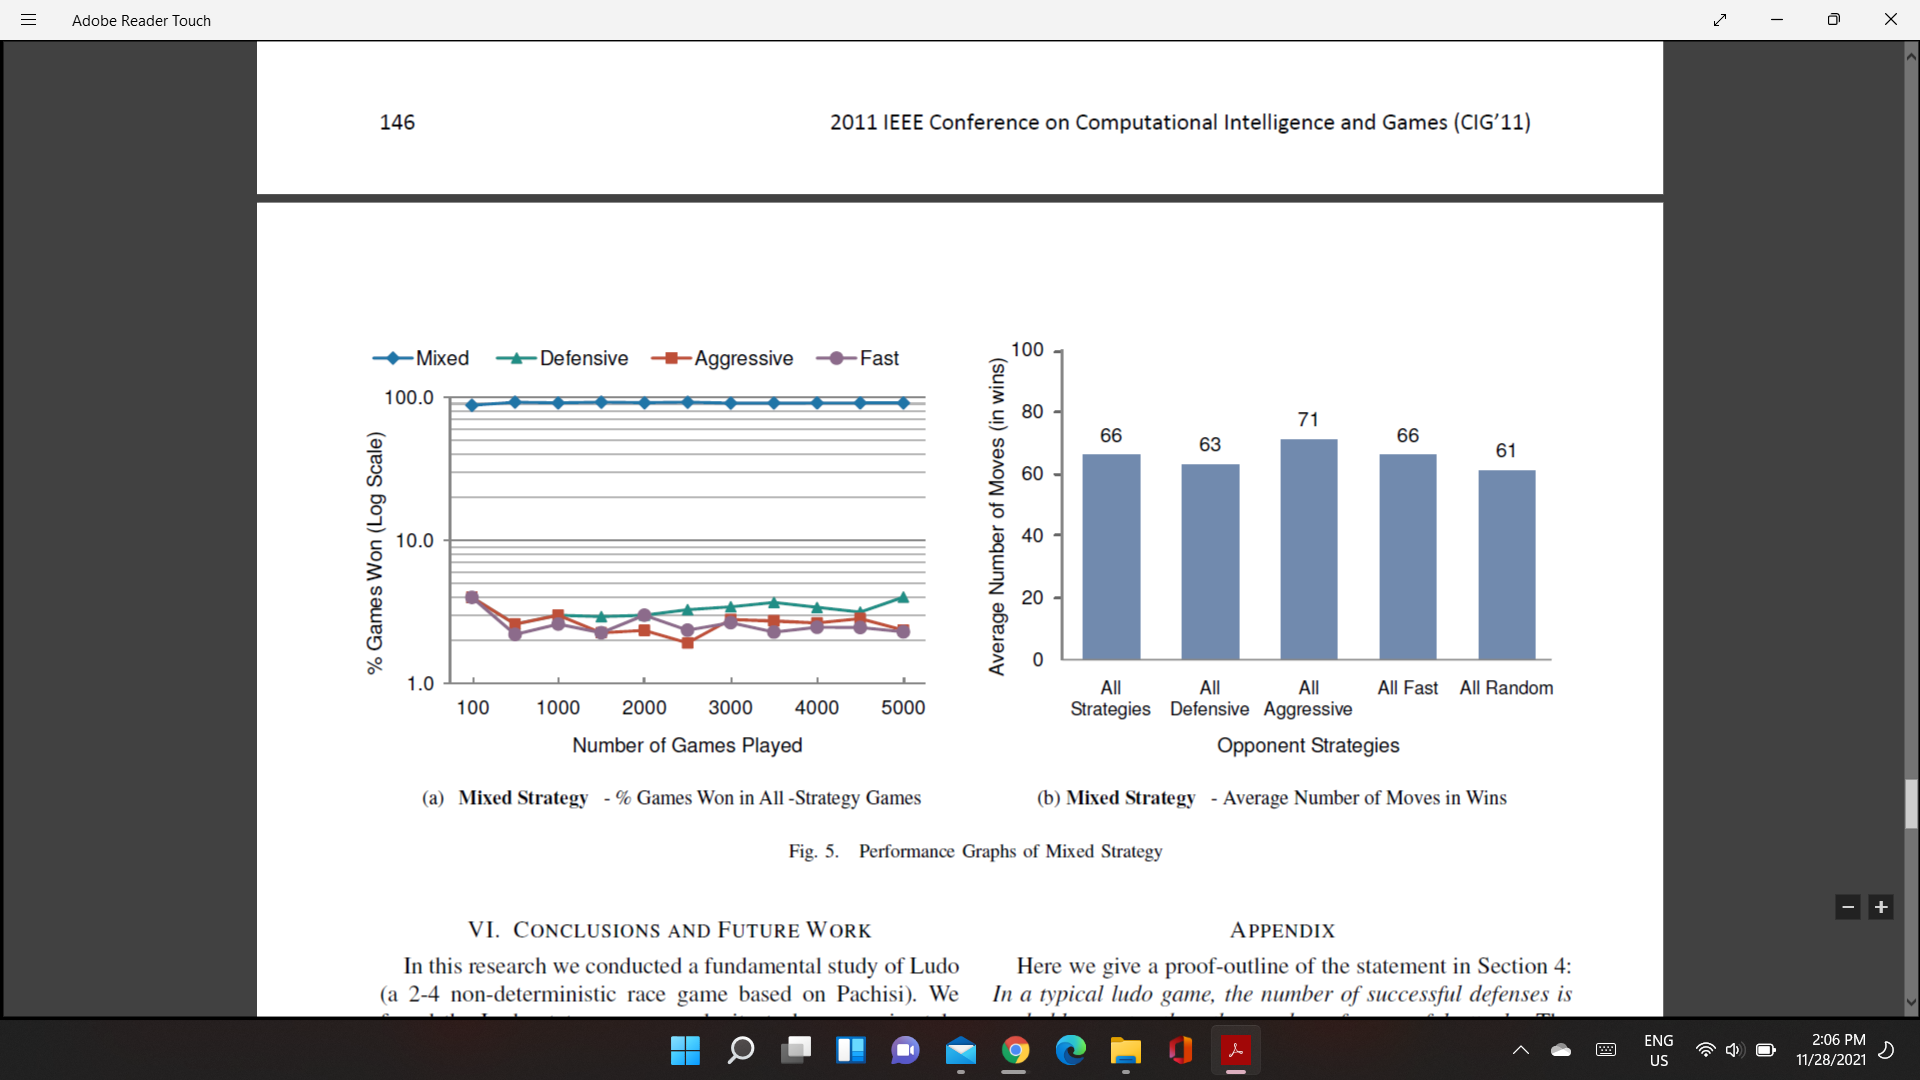 Adobe Reader Touch
146
2011 IEEE Conference on Computational Intelligence and Games (CIG'11)
Mixed Defensive Aggressive Fast
% Games Won (Log Scale)
100.0
10.0
1.0
100 1000 2000 3000 4000 5000
Number of Games Played
(a) Mixed Strategy - % Games Won in All -Strategy Games
Average Number of Moves (in wins)
100
80
60
40
20
0
66 63 71 66 61
All Strategies
All Defensive
All Aggressive
All Fast
All Random
Opponent Strategies
(b) Mixed Strategy - Average Number of Moves in Wins
Fig. 5. Performance Graphs of Mixed Strategy
VI. CONCLUSIONS AND FUTURE WORK
In this research we conducted a fundamental study of Ludo
(a 2-4 non-deterministic race game based on Pachisi). We
APPENDIX
Here we give a proof-outline of the statement in Section 4:
In a typical ludo game, the number of successful defenses is
ENG
US
2:06 PM
11/28/2021